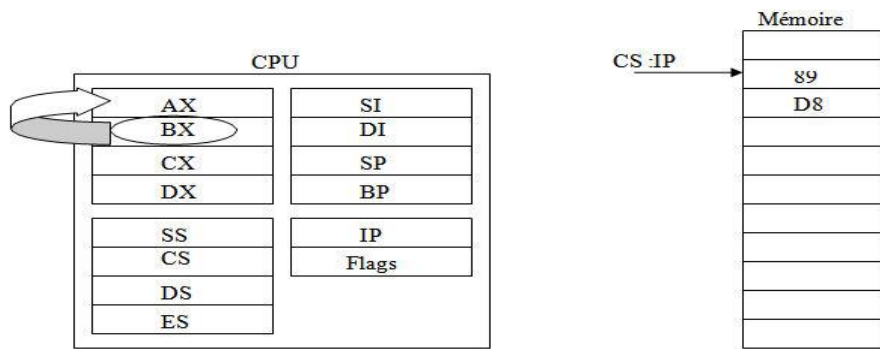 Mémoire
CPU
CS :IP
89
AX
SI
D8
BX
DI
CX
SP
DX
BP
SS
IP
CS
Flags
DS
ES